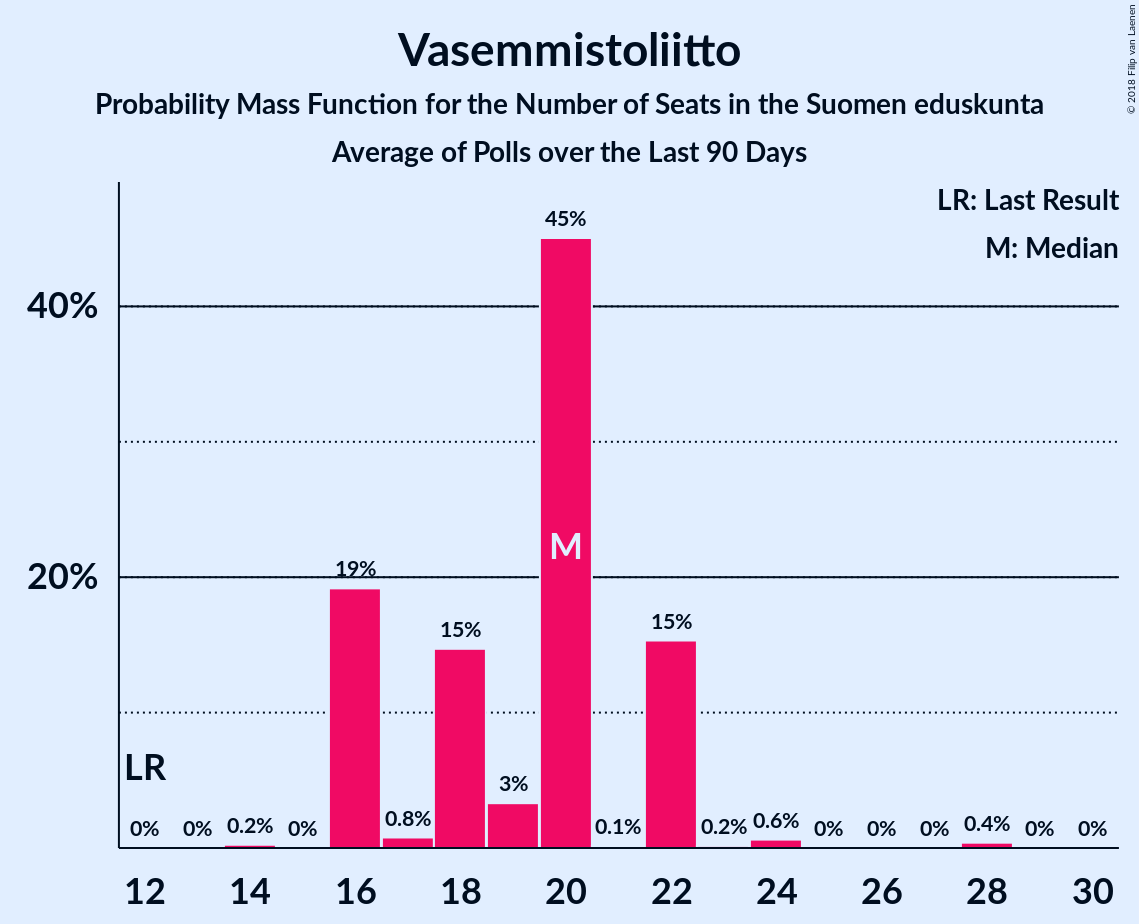 Vasemmistoliitto
Probability Mass Function for the Number of Seats in the Suomen eduskunta
Average of Polls over the Last 90 Days
© 2018 Filip van Laenen
LR: Last Result
M: Median
45%
40%
M
20%
19%
15%
15%
LR
3%
0% 0% 0.2% 0% 0.8% 0.1% 0.2% 0.6% 0% 0% 0% 0.4% 0% 0%
12 14 16 18 20 22 24 26 28 30